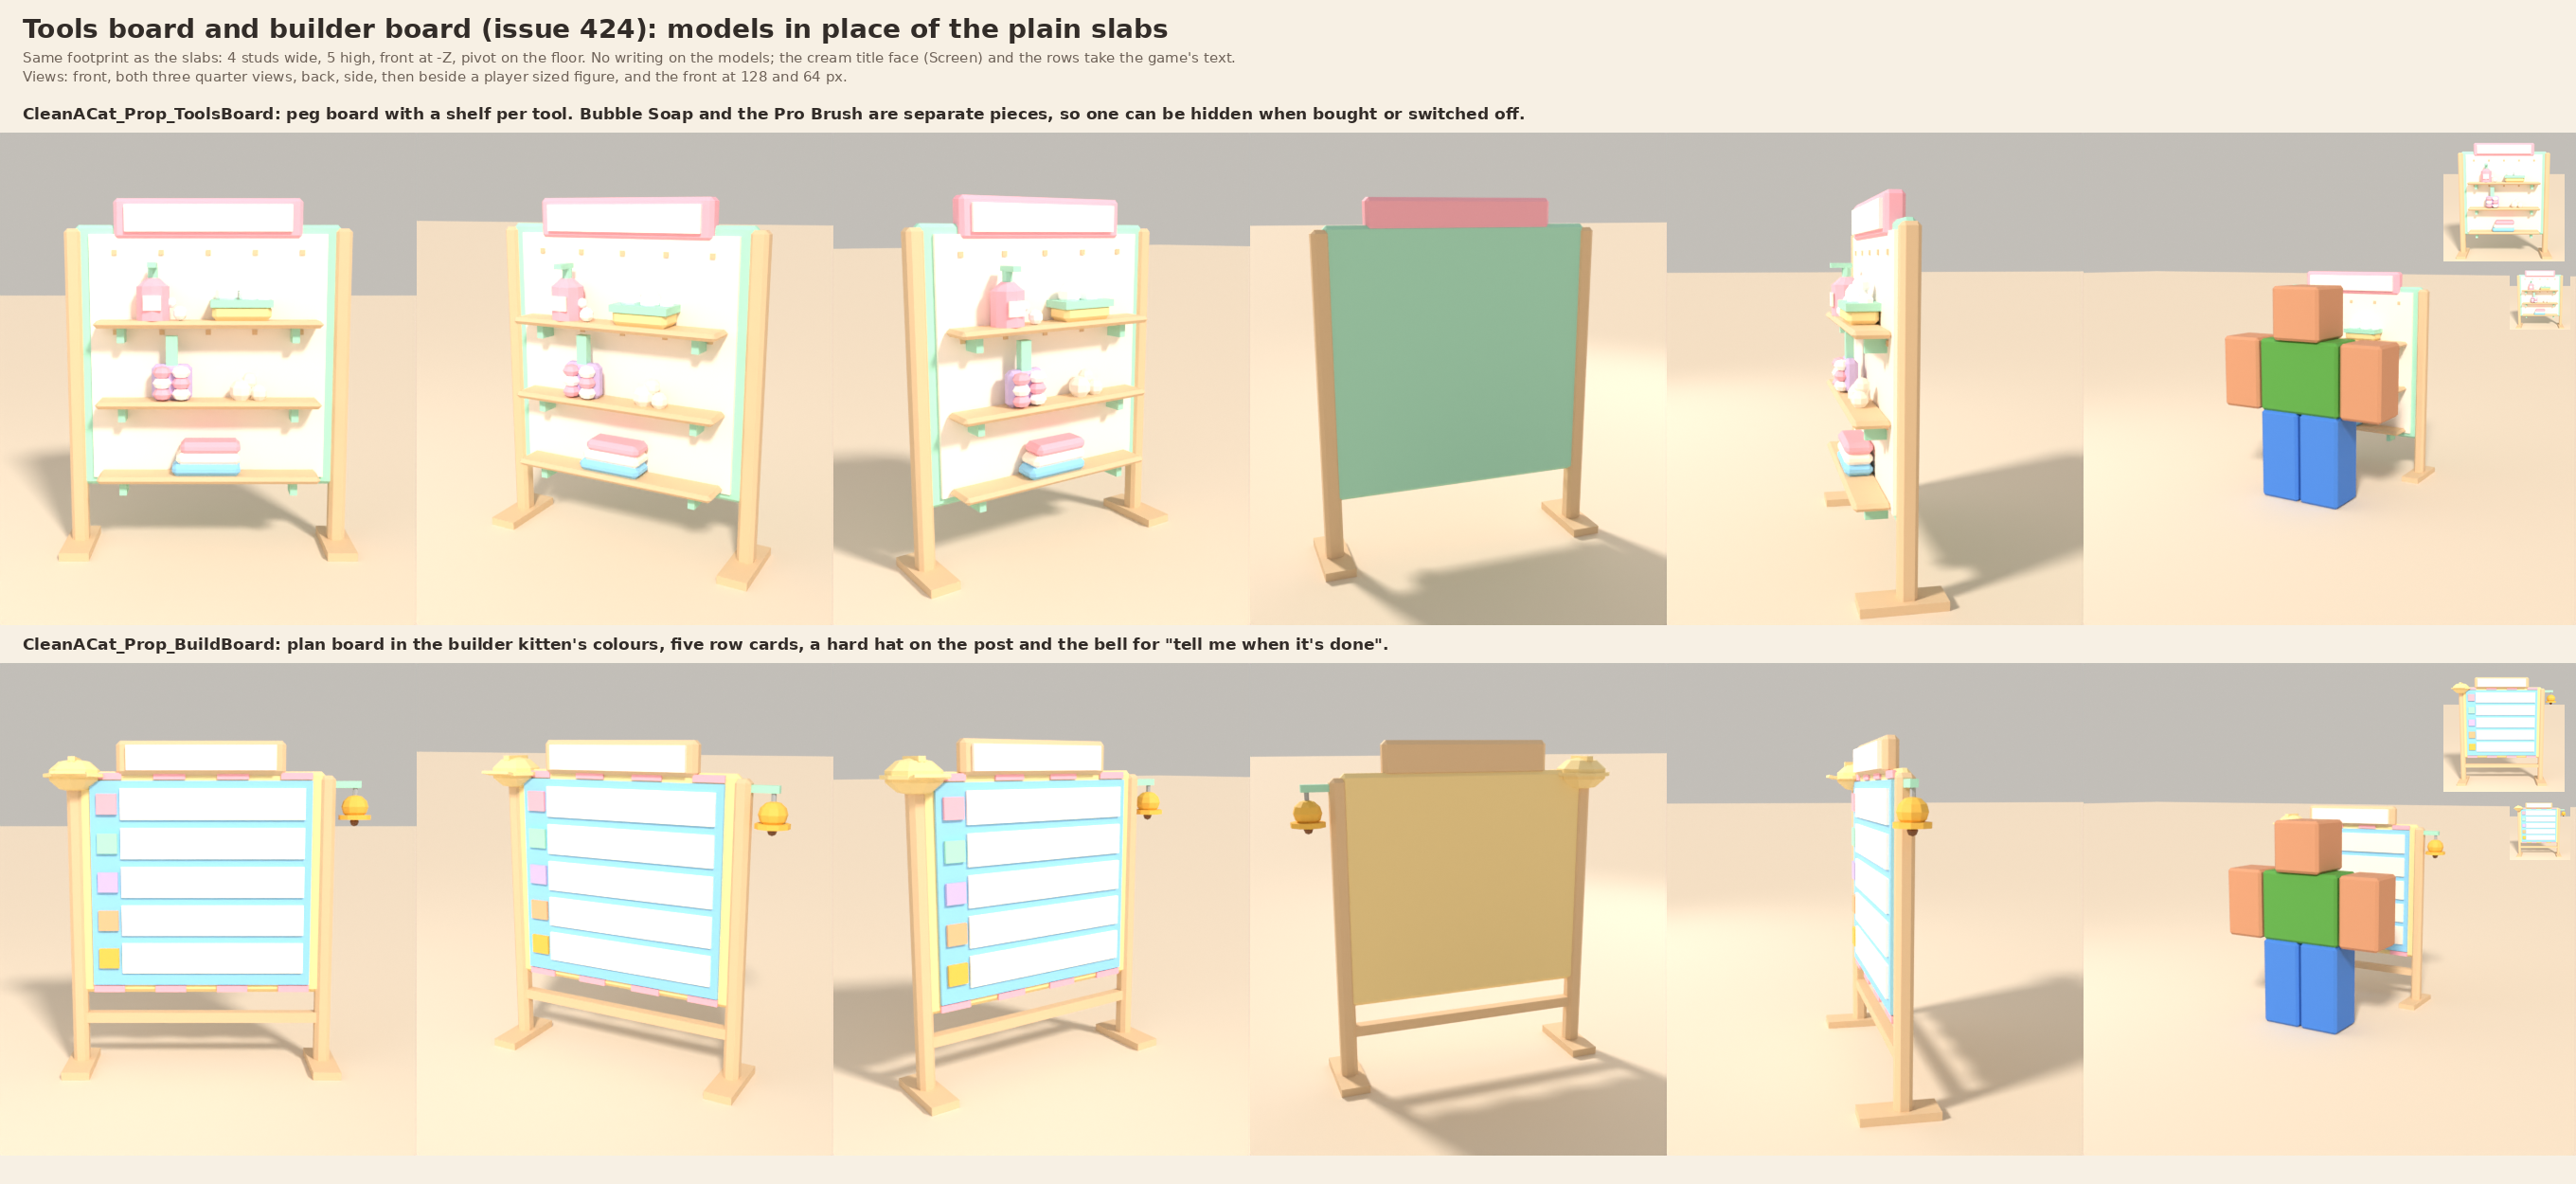 Tools board and builder board (issue 424): models in place of the plain slabs
Same footprint as the slabs: 4 studs wide, 5 high, front at -Z, pivot on the floor. No writing on the models; the cream title face (Screen) and the rows take the game's text.
Views: front, both three quarter views, back, side, then beside a player sized figure, and the front at 128 and 64 px.
CleanACat_Prop_ToolsBoard: peg board with a shelf per tool. Bubble Soap and the Pro Brush are separate pieces, so one can be hidden when bought or switched off.
CleanACat_Prop_BuildBoard: plan board in the builder kitten's colours, five row cards, a hard hat on the post and the bell for "tell me when it's done".